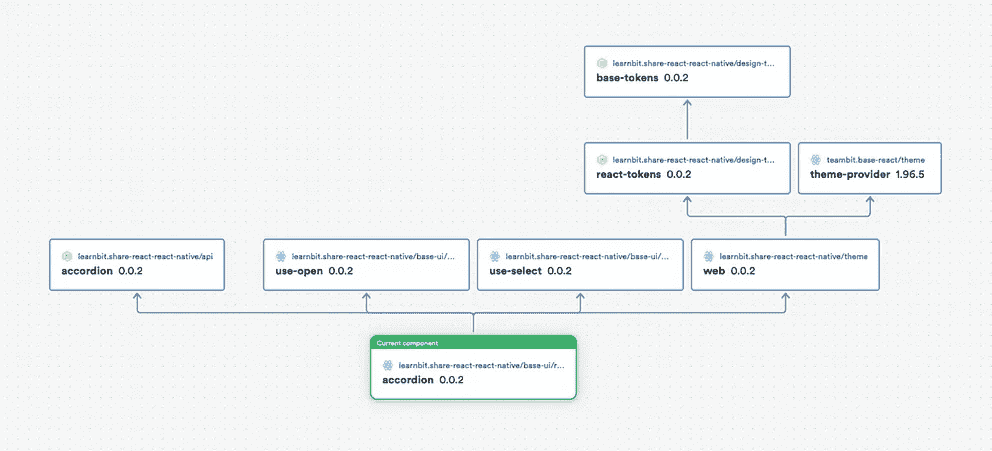 learnbit.share-react-react-native/design-t...
base-tokens 0.0.2
learnbit.share-react-react-native/design-t...
react-tokens 0.0.2
teambit.base-react/theme
theme-provider 1.96.5
learnbit.share-react-react-native/api
accordion 0.0.2
learnbit.share-react-react-native/base-ui/...
use-open 0.0.2
learnbit.share-react-react-native/base-ui/...
use-select 0.0.2
learnbit.share-react-react-native/theme
web 0.0.2
Current component
learnbit.share-react-react-native/base-ui/r...
accordion 0.0.2